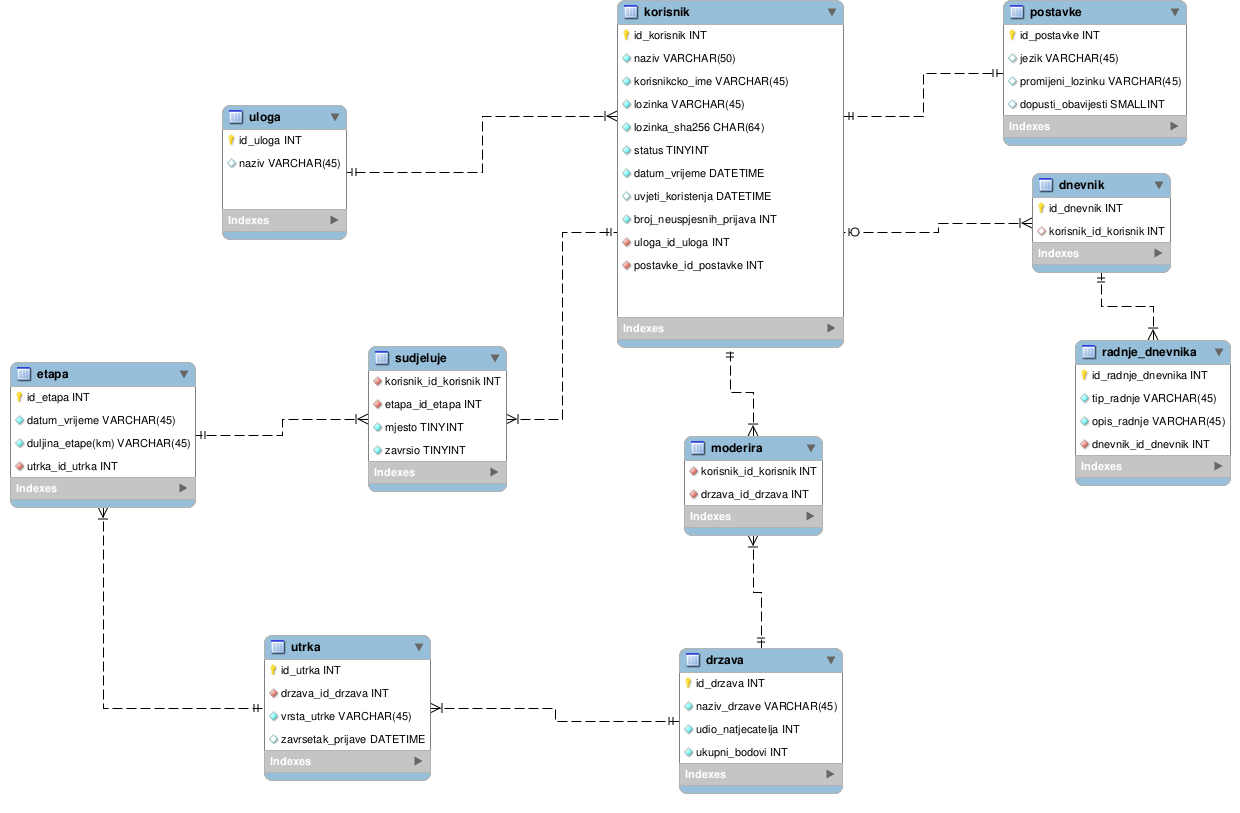 korisnik
id_korisnik INT
naziv VARCHAR(50)
korisnikcko_ime VARCHAR(45)
lozinka VARCHAR(45)
lozinka_sha256 CHAR(64)
status TINYINT
datum_vrijeme DATETIME
uvjeti_koristenja DATETIME
broj_neuspjesnih_prijava INT
uloga_id_uloga INT
postavke_id_postavke INT
Indexes
postavke
id_postavke INT
jezik VARCHAR(45)
promijeni_lozinku VARCHAR(45)
dopusti_obavijesti SMALLINT
Indexes
uloga
id_uloga INT
naziv VARCHAR(45)
Indexes
dnevnik
id_dnevnik INT
korisnik_id_korisnik INT
Indexes
radnje_dnevnika
id_radnje_dnevnika INT
tip_radnje VARCHAR(45)
opis_radnje VARCHAR(45)
dnevnik_id_dnevnik INT
Indexes
sudjeluje
korisnik_id_korisnik INT
etapa_id_etapa INT
mjesto TINYINT
zavrsio TINYINT
Indexes
etapa
id_etapa INT
datum_vrijeme VARCHAR(45)
duljina_etape(km) VARCHAR(45)
utrka_id_utrka INT
Indexes
moderira
korisnik_id_korisnik INT
drzava_id_drzava INT
Indexes
utrka
id_utrka INT
drzava_id_drzava INT
vrsta_utrke VARCHAR(45)
zavrsetak_prijave DATETIME
Indexes
drzava
id_drzava INT
naziv_drzave VARCHAR(45)
udio_natjecatelja INT
ukupni_bodovi INT
Indexes